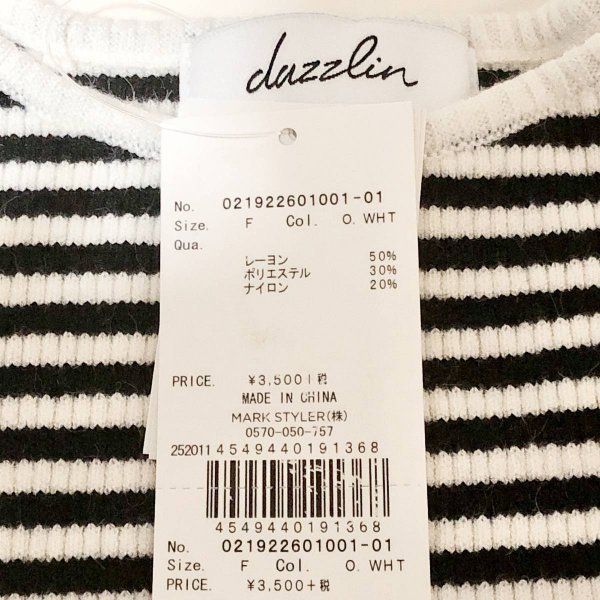 dazzlin
No. 021922601001-01
Size. F Col. O. WHT
Qua.
レーヨン 50%
ポリエステル 30%
ナイロン 20%
PRICE. ¥3,500+税
MADE IN CHINA
MARK STYLER(株)
0570-050-757
252011 4549440191368
4549440191368
No. 021922601001-01
Size. F Col. O. WHT
PRICE. ¥3,500+税